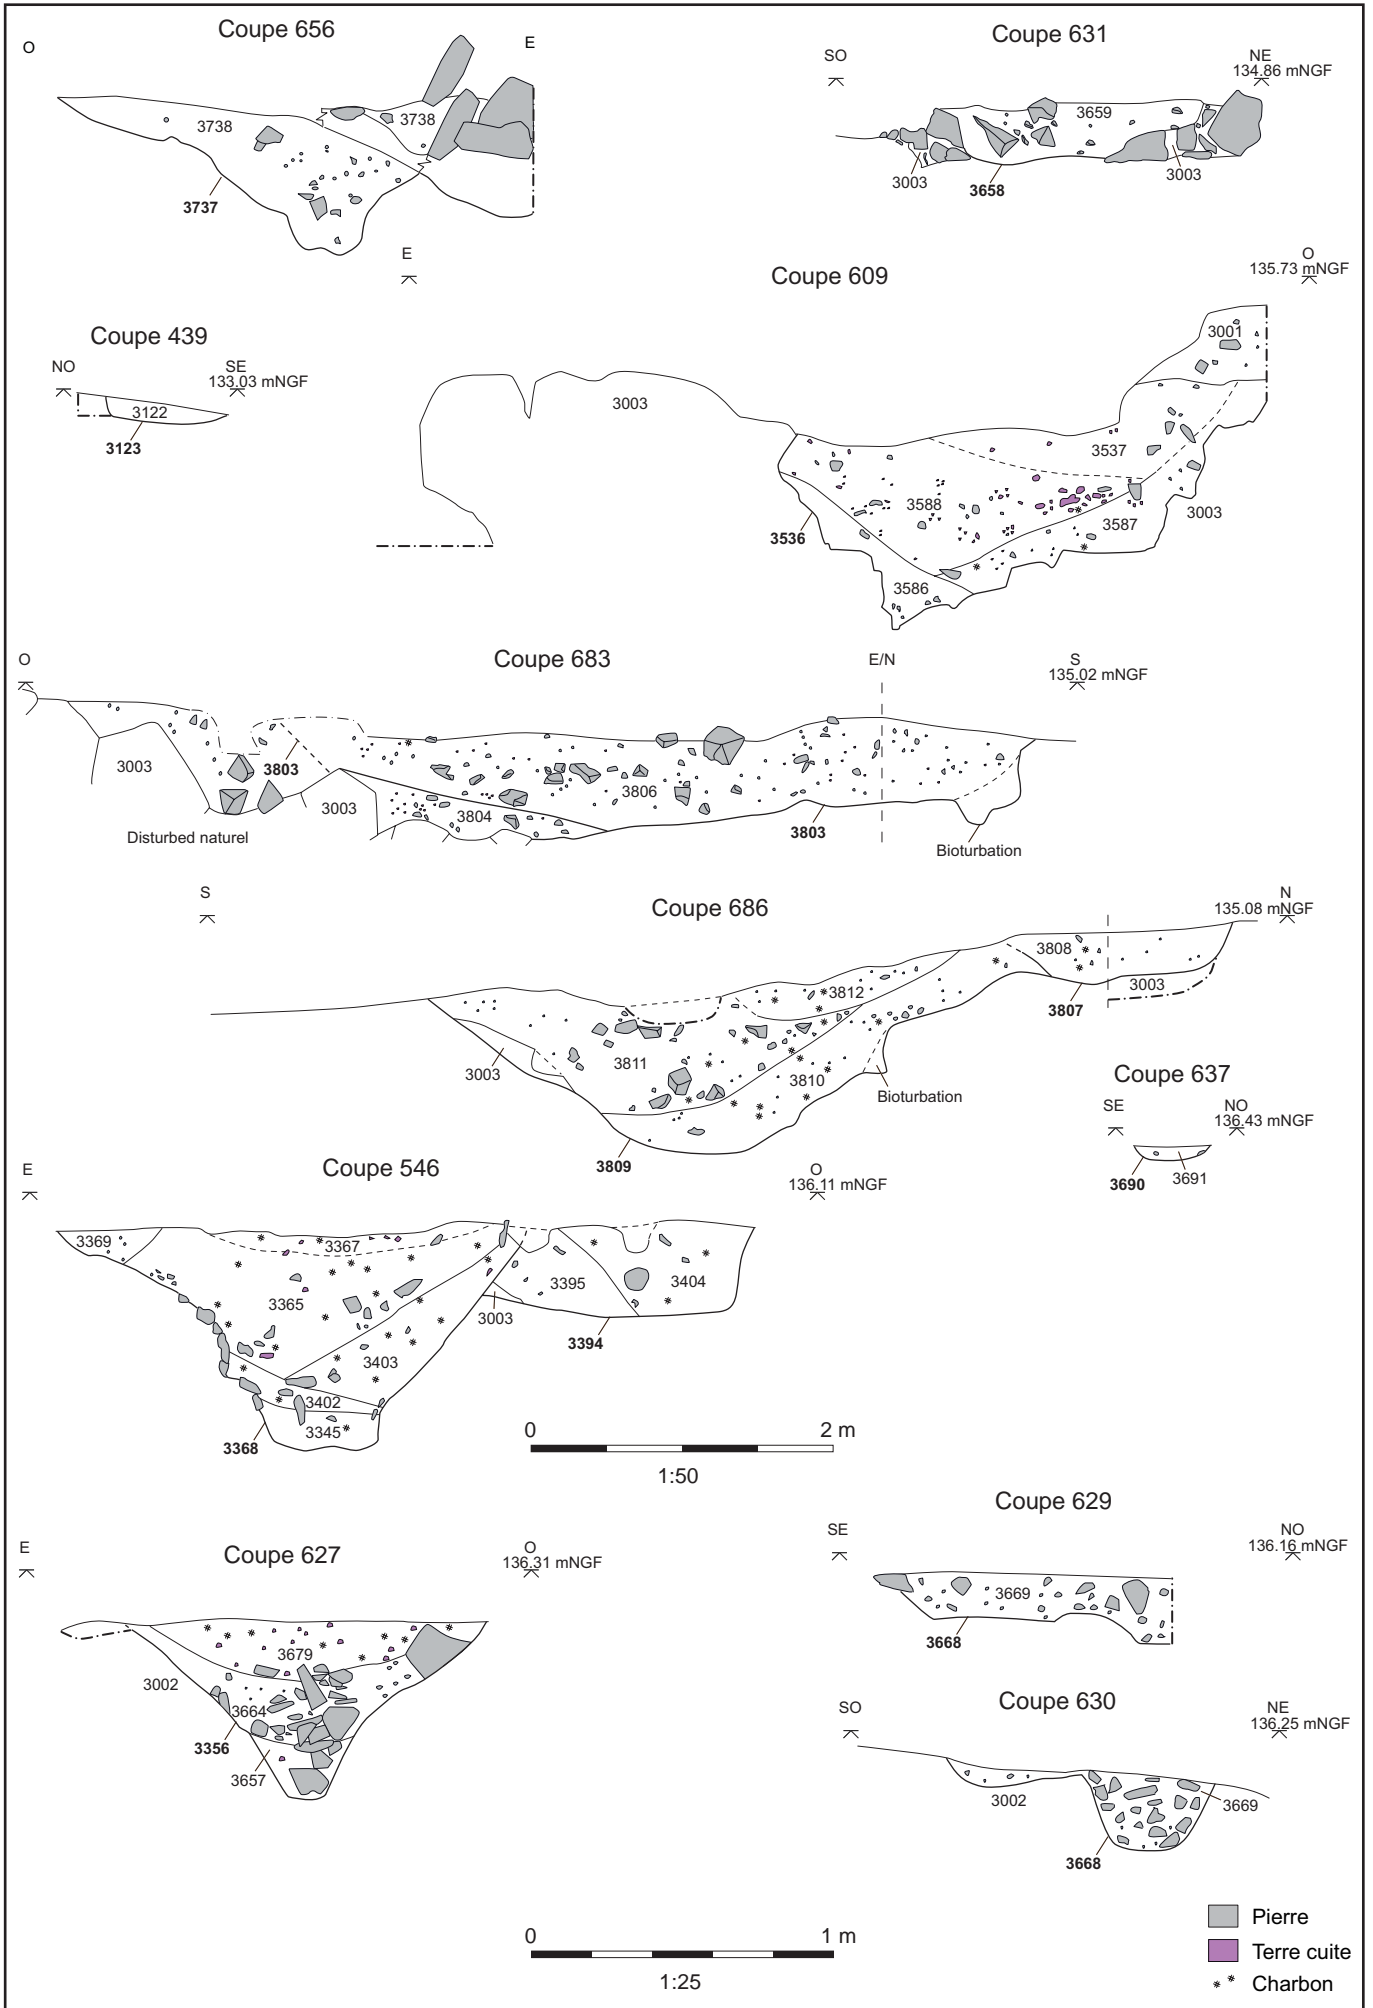 Coupe 656
O
E
3738
3738
3737
Coupe 631
SO
NE
134.86 mNGF
3659
3003
3658
3003
Coupe 439
NO
SE
133.03 mNGF
3122
3123
Coupe 609
E
O
135.73 mNGF
3001
3003
3537
3588
3587
3003
3536
3586
Coupe 683
O
E/N
S
135.02 mNGF
3003
3803
3003
3806
3804
3803
Disturbed naturel
Bioturbation
Coupe 686
S
N
135.08 mNGF
3808
3003
3807
3812
3811
3003
3810
Bioturbation
3809
Coupe 637
SE
NO
136.43 mNGF
3690
3691
Coupe 546
E
O
136.11 mNGF
3369
3367
3395
3404
3365
3003
3394
3403
3402
3345
3368
0
2 m
1:50
Coupe 627
E
O
136.31 mNGF
3679
3002
3664
3356
3657
Coupe 629
SE
NO
136.16 mNGF
3669
3668
Coupe 630
SO
NE
136.25 mNGF
3002
3669
3668
0
1 m
1:25
Pierre
Terre cuite
Charbon